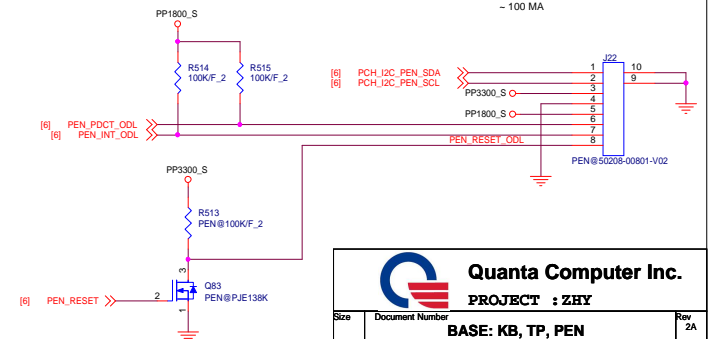 ~ 100 MA
PP1800_S
R514
100K/F_2
R515
100K/F_2
J22
[6] PCH_I2C_PEN_SDA
[6] PCH_I2C_PEN_SCL
PP3300_S
PP1800_S
1
2
3
4
5
6
7
8
10
9
[6] PEN_PDCT_ODL
[6] PEN_INT_ODL
PEN_RESET_ODL
PEN@50208-00801-V02
PP3300_S
R513
PEN@100K/F_2
3
Q83
PEN@PJE138K
2
1
[6] PEN_RESET
Quanta Computer Inc.
PROJECT : ZHY
Size
Document Number
Rev
BASE: KB, TP, PEN
2A